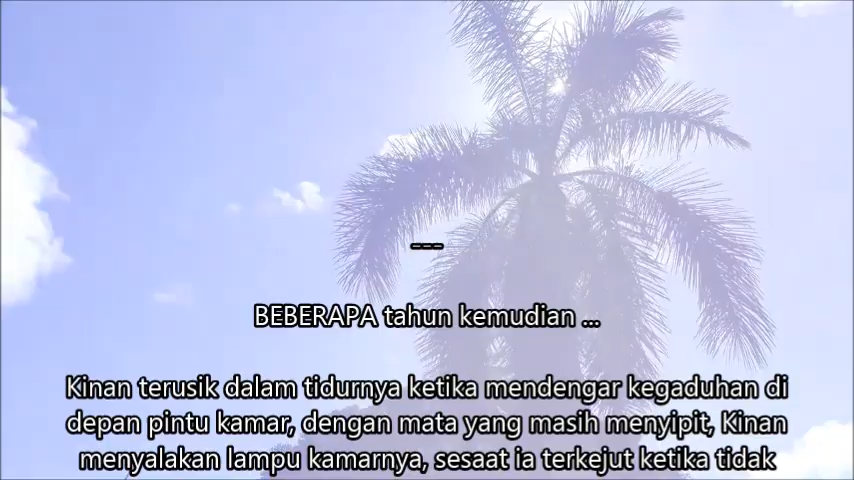 ---
BEBERAPA tahun kemudian ...
Kinan terusik dalam tidurnya ketika mendengar kegaduhan di
depan pintu kamar, dengan mata yang masih menyipit, Kinan
menyalakan lampu kamarnya, sesaat ia terkejut ketika tidak